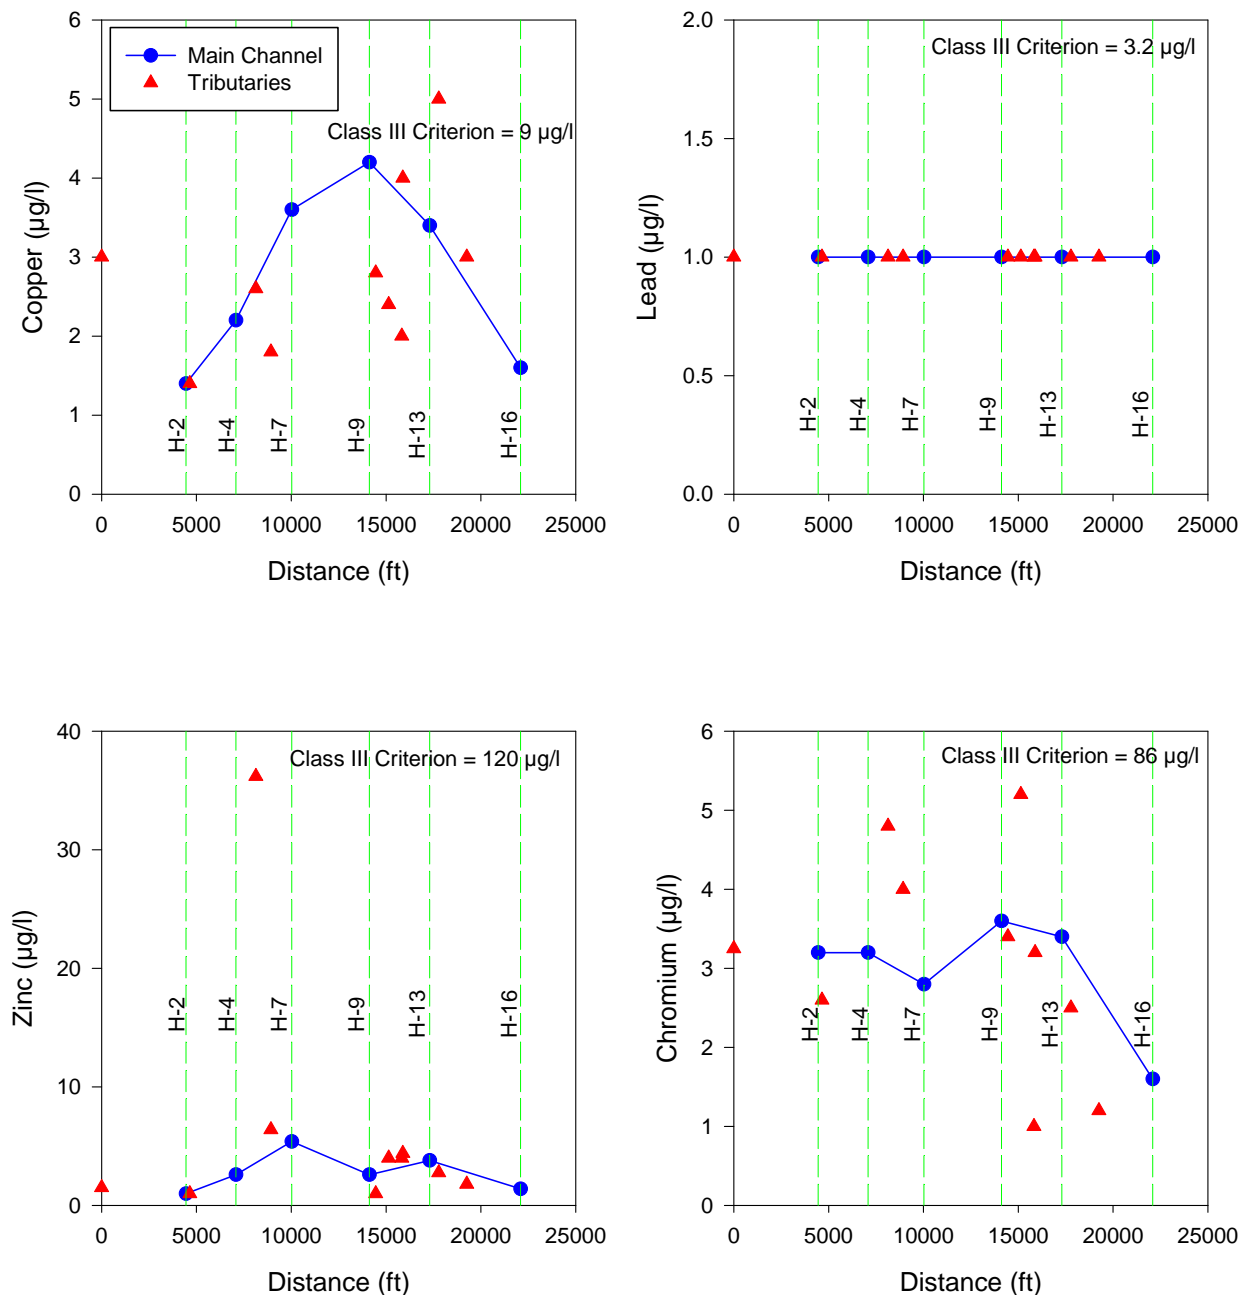 6
5
4
3
2
1
0
Copper (µg/l)
Main Channel
Tributaries
Class III Criterion = 9 µg/l
H-2
H-4
H-7
H-9
H-13
H-16
0 5000 10000 15000 20000 25000
Distance (ft)
2.0
1.5
1.0
0.5
0.0
Lead (µg/l)
Class III Criterion = 3.2 µg/l
H-2
H-4
H-7
H-9
H-13
H-16
0 5000 10000 15000 20000 25000
Distance (ft)
40
30
20
10
0
Zinc (µg/l)
Class III Criterion = 120 µg/l
H-2
H-4
H-7
H-9
H-13
H-16
0 5000 10000 15000 20000 25000
Distance (ft)
6
5
4
3
2
1
0
Chromium (µg/l)
Class III Criterion = 86 µg/l
H-2
H-4
H-7
H-9
H-13
H-16
0 5000 10000 15000 20000 25000
Distance (ft)